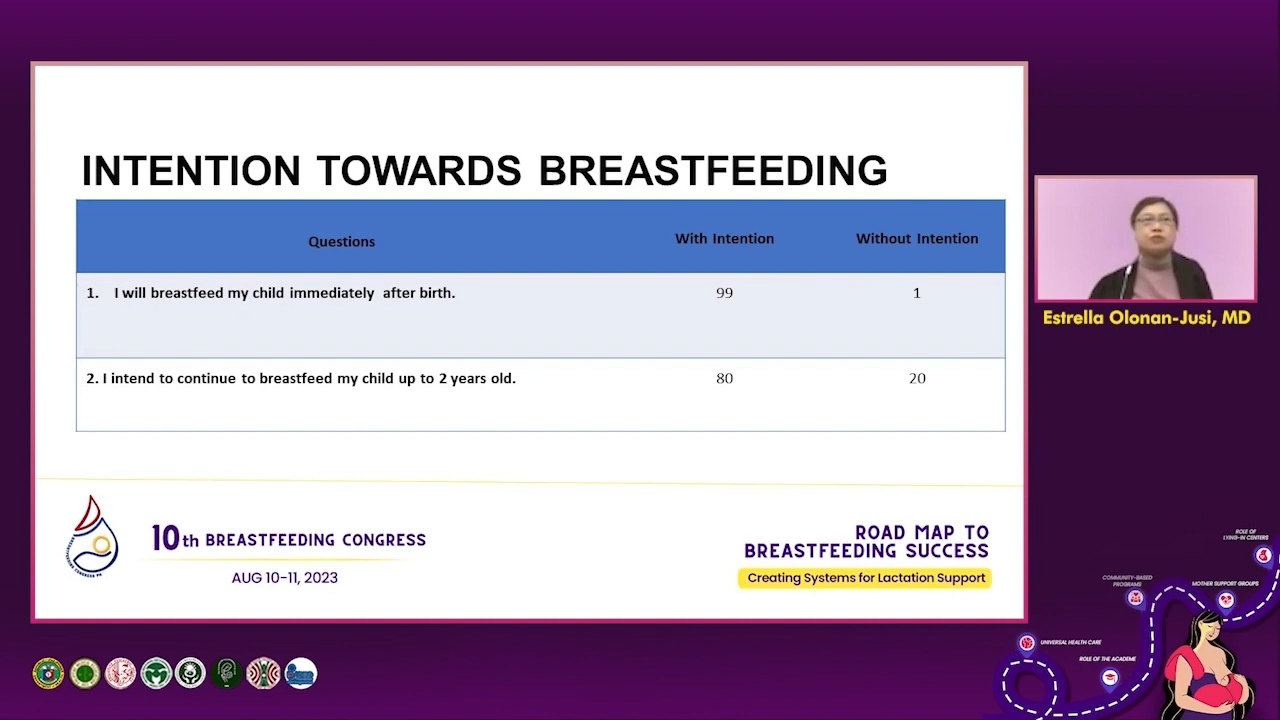 INTENTION TOWARDS BREASTFEEDING
Questions With Intention Without Intention
1. I will breastfeed my child immediately after birth. 99 1
2. I intend to continue to breastfeed my child up to 2 years old. 80 20
Estrella Olonan-Jusi, MD
10th BREASTFEEDING CONGRESS
AUG 10-11, 2023
ROAD MAP TO
BREASTFEEDING SUCCESS
Creating Systems for Lactation Support
ROLE OF
LYING-IN CENTERS
COMMUNITY-BASED
PROGRAMS
MOTHER SUPPORT GROUPS
UNIVERSAL HEALTH CARE
ROLE OF THE ACADEME